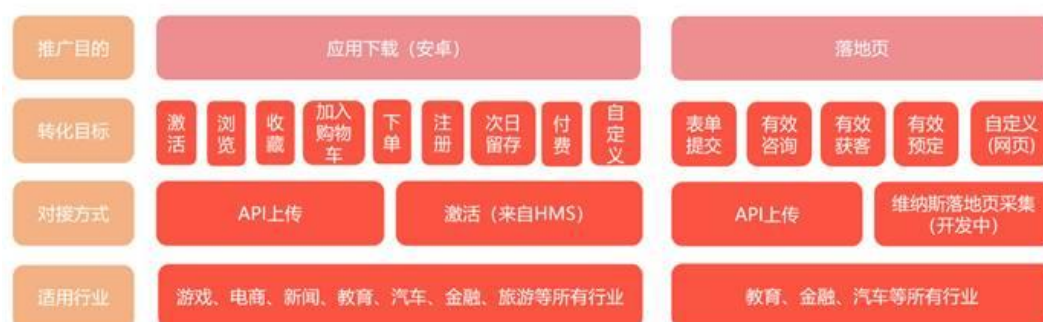 推广目的
应用下载（安卓）
落地页
转化目标
激
活
浏
览
收
藏
加入
购物
车
下
单
注
册
次日
留存
付
费
自
定
义
表单
提交
有效
咨询
有效
获客
有效
预定
自定义
(网页)
对接方式
API上传
激活（来自HMS）
API上传
维纳斯落地页采集
(开发中)
适用行业
游戏、电商、新闻、教育、汽车、金融、旅游等所有行业
教育、金融、汽车等所有行业